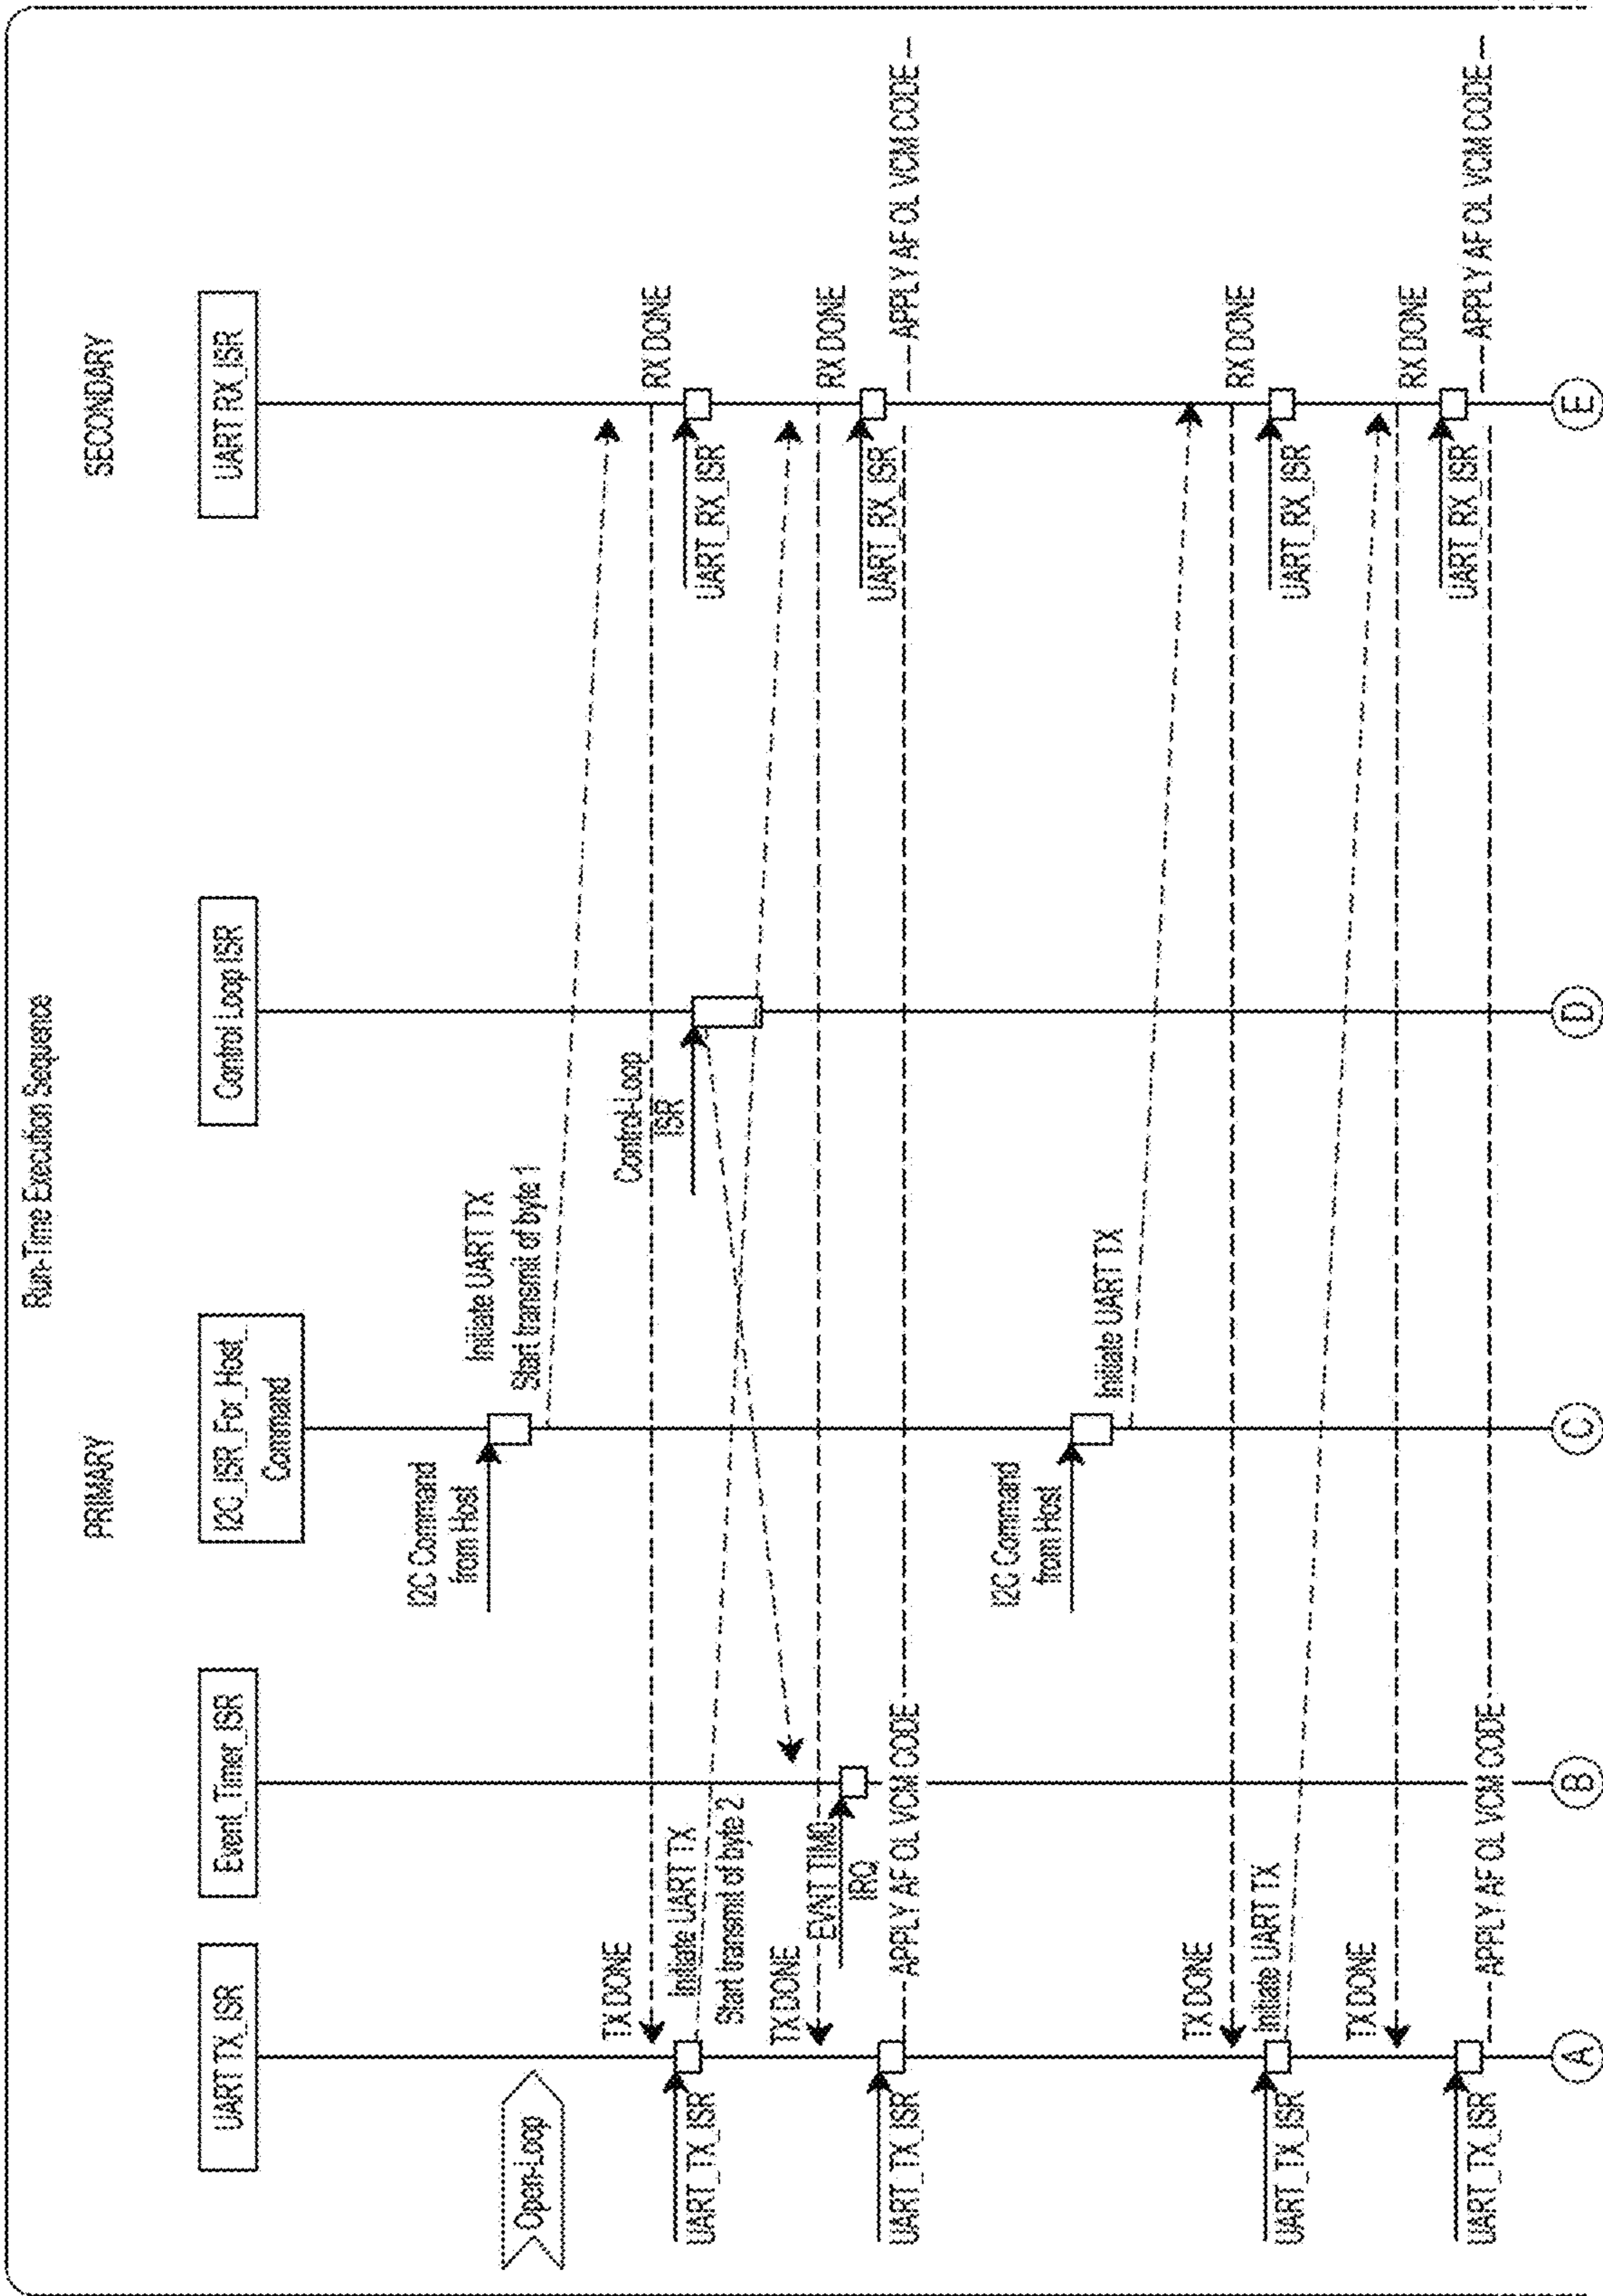 Run-Time Execution Sequence
PRIMARY
SECONDARY
UART TX_ISR
Event_Timer_ISR
I2C_ISR_For_Host_
Command
Control Loop ISR
UART RX_ISR
I2C Command
from Host
Initiate UART TX
Start transmit of byte 1
Open-Loop
TX DONE
Control-Loop
ISR
RX DONE
UART_TX_ISR
Initiate UART TX
Start transmit of byte 2
UART_RX_ISR
TX DONE
EVNT TIM0
IRQ
RX DONE
UART_TX_ISR
UART_RX_ISR
APPLY AF OL VCM CODE
APPLY AF OL VCM CODE
I2C Command
from Host
Initiate UART TX
TX DONE
RX DONE
UART_TX_ISR
Initiate UART TX
UART_RX_ISR
TX DONE
RX DONE
UART_TX_ISR
UART_RX_ISR
APPLY AF OL VCM CODE
APPLY AF OL VCM CODE
A
B
C
D
E